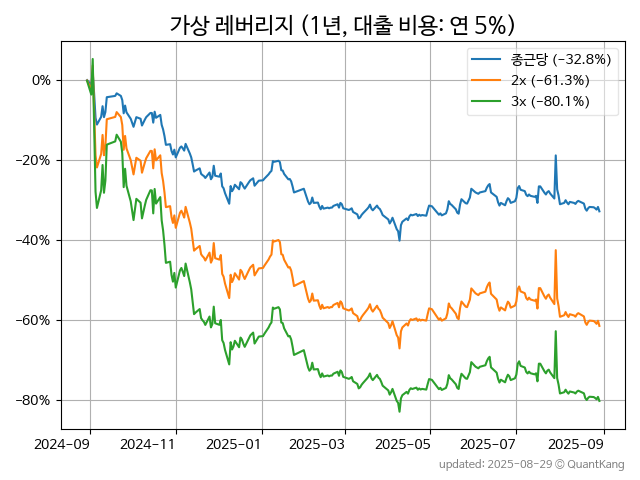 가상 레버리지 (1년, 대출 비용: 연 5%)
종근당 (-32.8%)
2x (-61.3%)
3x (-80.1%)
0%
-20%
-40%
-60%
-80%
2024-09
2024-11
2025-01
2025-03
2025-05
2025-07
2025-09
updated: 2025-08-29 © QuantKang